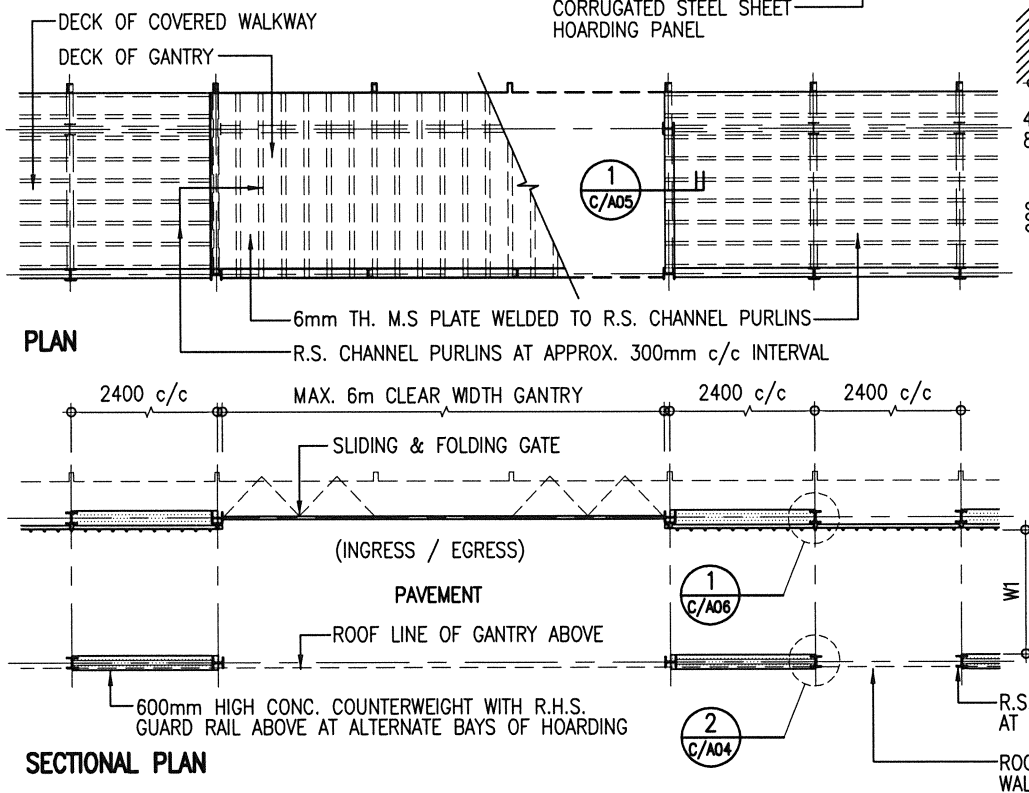 CORRUGATED STEEL SHEET
HOARDING PANEL
DECK OF COVERED WALKWAY
DECK OF GANTRY
1
C/A05
6mm TH. M.S PLATE WELDED TO R.S. CHANNEL PURLINS
PLAN
R.S. CHANNEL PURLINS AT APPROX. 300mm c/c INTERVAL
2400 c/c
MAX. 6m CLEAR WIDTH GANTRY
2400 c/c
2400 c/c
SLIDING & FOLDING GATE
(INGRESS / EGRESS)
1
C/A06
W1
PAVEMENT
ROOF LINE OF GANTRY ABOVE
600mm HIGH CONC. COUNTERWEIGHT WITH R.H.S.
GUARD RAIL ABOVE AT ALTERNATE BAYS OF HOARDING
2
C/A04
R.S
AT
SECTIONAL PLAN
ROO
WAL